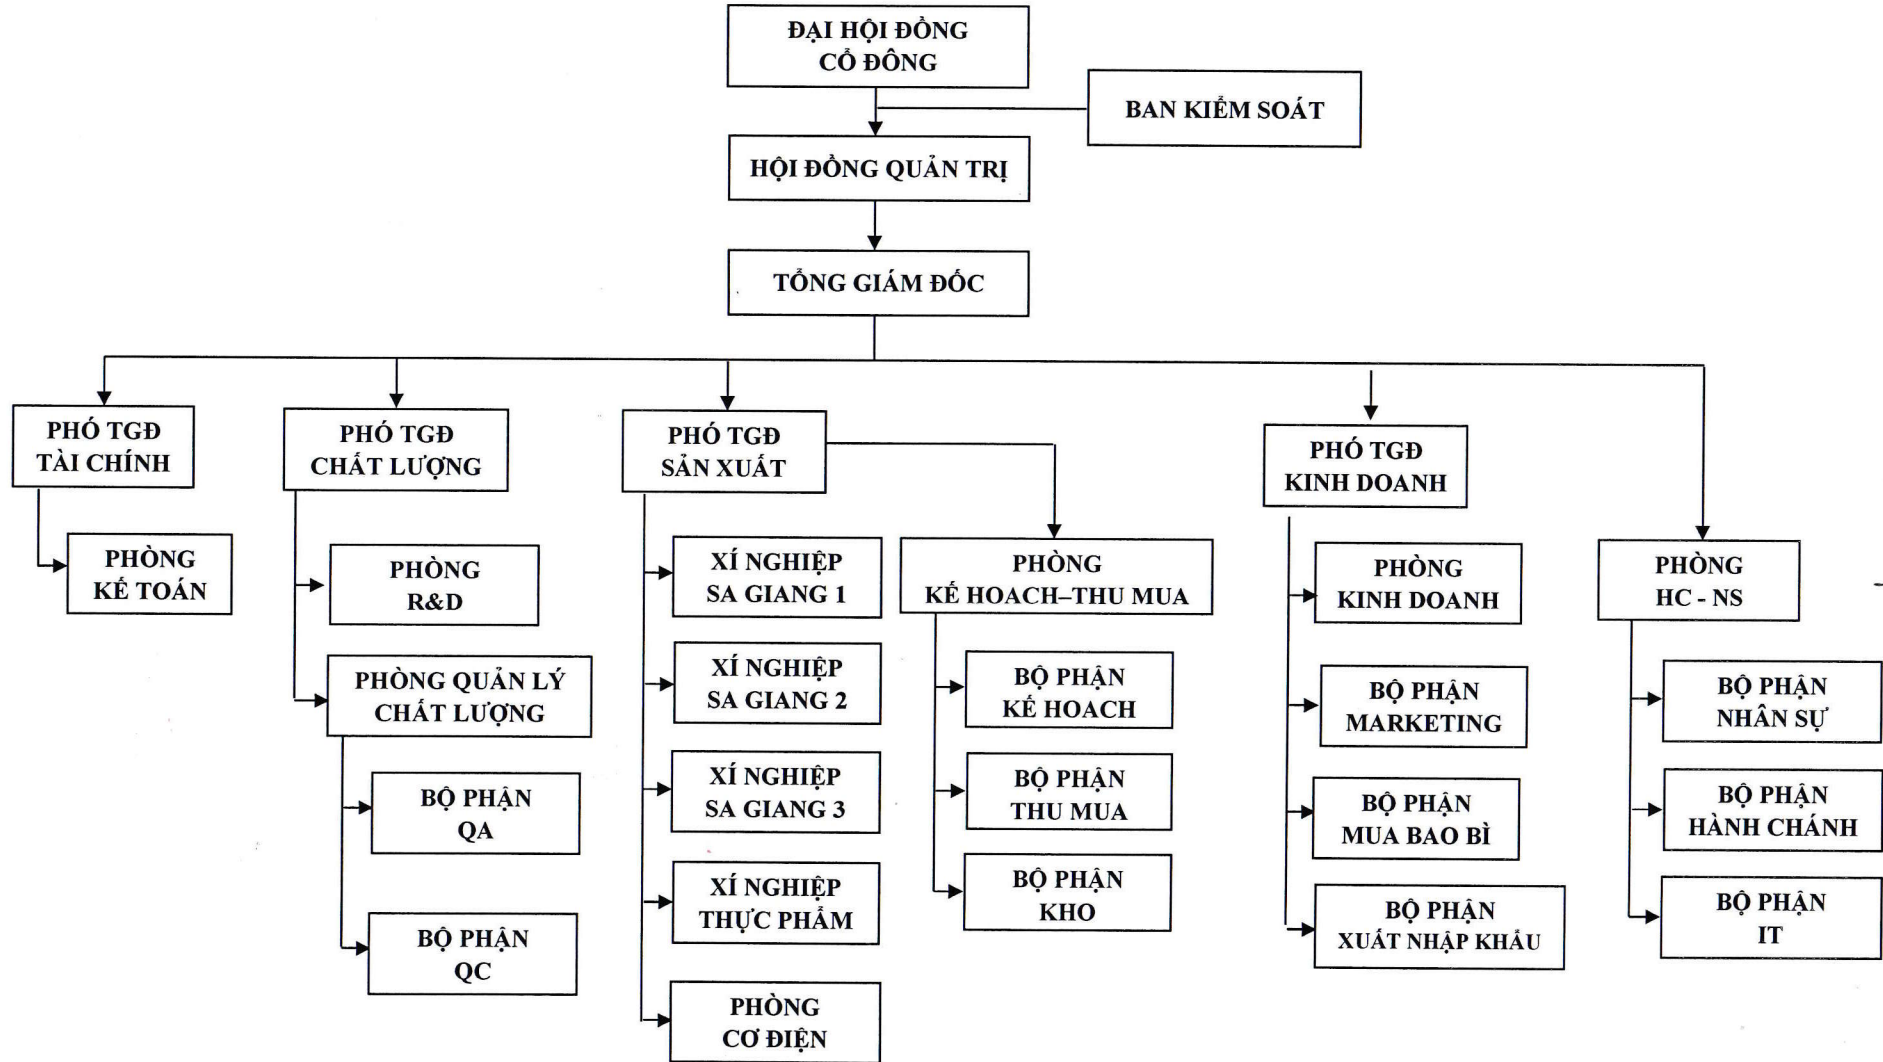 ĐẠI HỘI ĐỒNG
CỔ ĐÔNG
BAN KIỂM SOÁT
HỘI ĐỒNG QUẢN TRỊ
TỔNG GIÁM ĐỐC
PHÓ TGĐ
TÀI CHÍNH
PHÒNG
KẾ TOÁN
PHÓ TGĐ
CHẤT LƯỢNG
PHÒNG
R&D
PHÒNG QUẢN LÝ
CHẤT LƯỢNG
BỘ PHẬN
QA
BỘ PHẬN
QC
PHÓ TGĐ
SẢN XUẤT
XÍ NGHIỆP
SA GIANG 1
XÍ NGHIỆP
SA GIANG 2
XÍ NGHIỆP
SA GIANG 3
XÍ NGHIỆP
THỰC PHẨM
PHÒNG
CƠ ĐIỆN
PHÒNG
KẾ HOACH–THU MUA
BỘ PHẬN
KẾ HOACH
BỘ PHẬN
THU MUA
BỘ PHẬN
KHO
PHÓ TGĐ
KINH DOANH
PHÒNG
KINH DOANH
BỘ PHẬN
MARKETING
BỘ PHẬN
MUA BAO BÌ
BỘ PHẬN
XUẤT NHẬP KHẨU
PHÒNG
HC - NS
BỘ PHẬN
NHÂN SỰ
BỘ PHẬN
HÀNH CHÁNH
BỘ PHẬN
IT